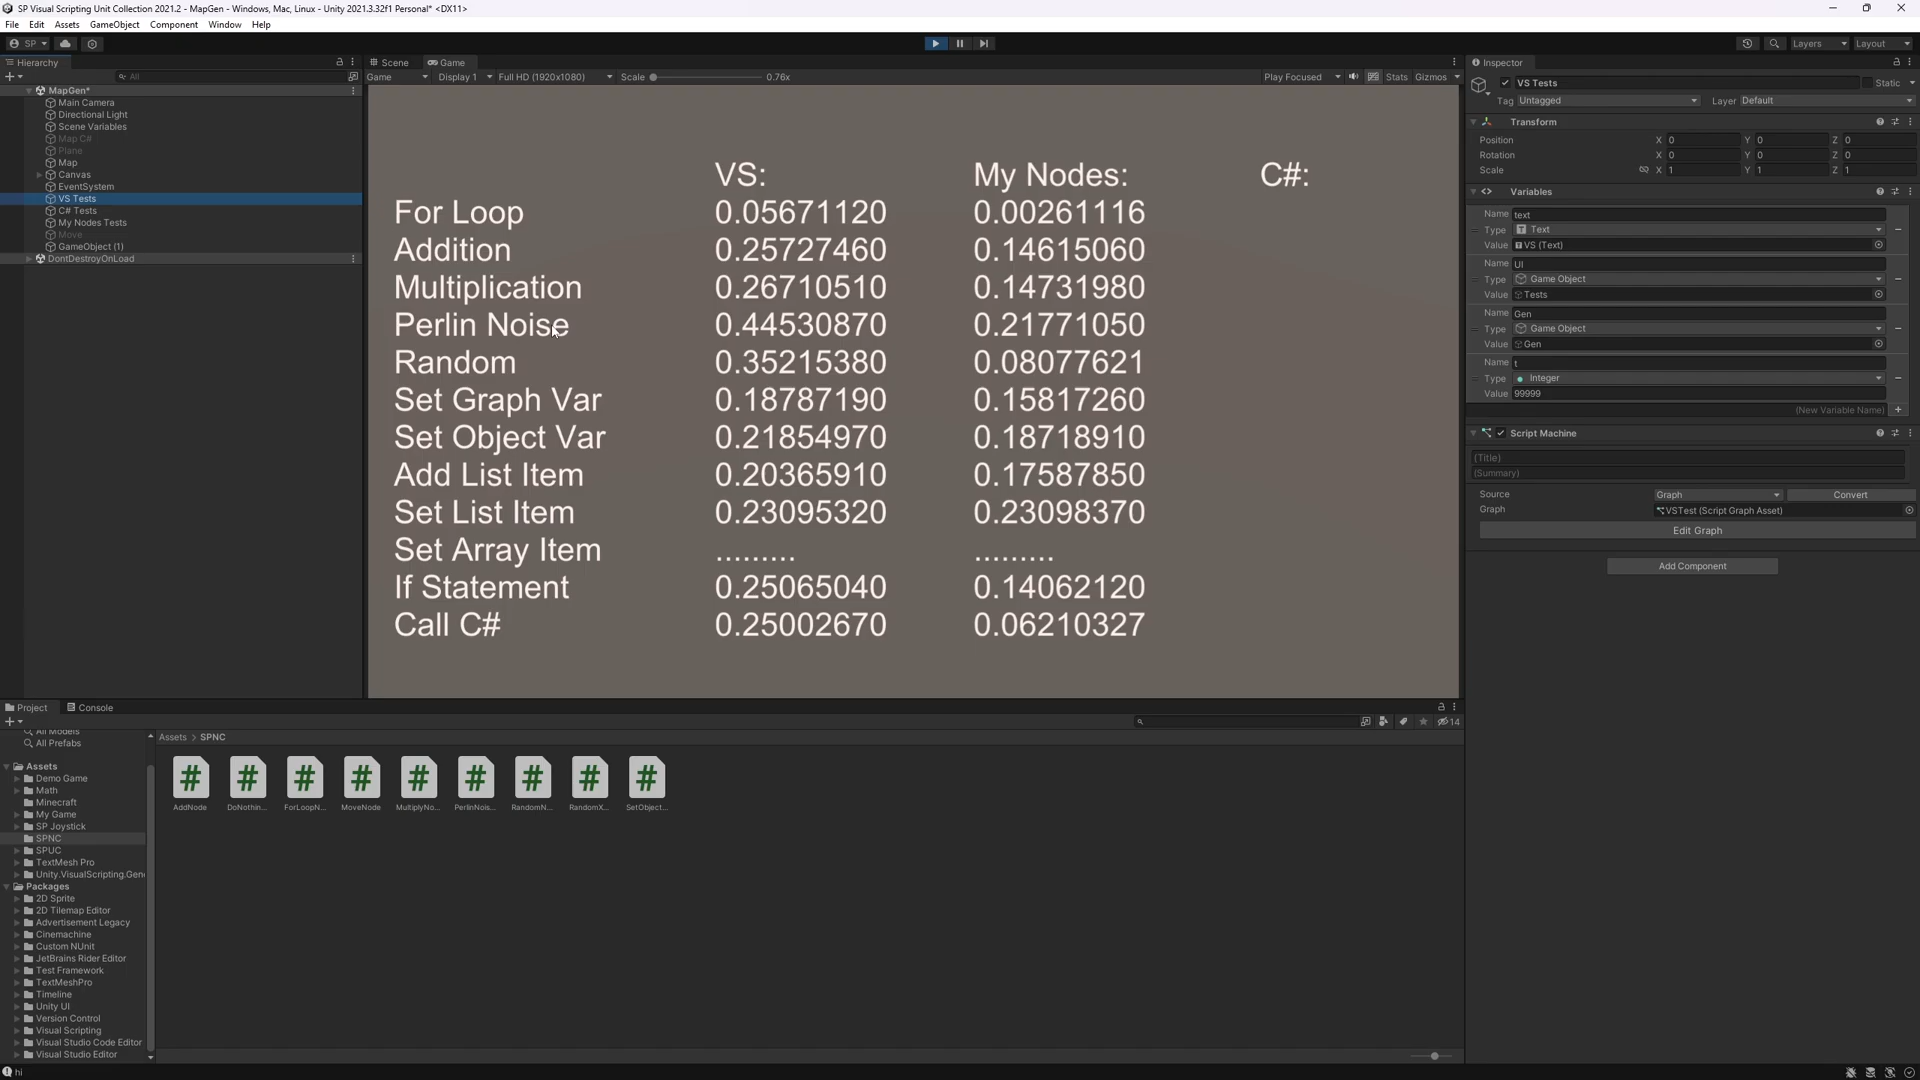 SP Visual Scripting Unit Collection 2021.2 - MapGen - Windows, Mac, Linux - Unity 2021.3.32f1 Personal* <DX11>
File Edit Assets GameObject Component Window Help
SP Layers Layout
Hierarchy
All
MapGen*
Main Camera
Directional Light
Scene Variables
Map C#
Plane
Map
Canvas
EventSystem
VS Tests
C# Tests
My Nodes Tests
Move
GameObject (1)
DontDestroyOnLoad
Scene Game
Game Display 1 Full HD (1920x1080) Scale 0.76x Play Focused Stats Gizmos
VS: My Nodes: C#:
For Loop 0.05671120 0.00261116
Addition 0.25727460 0.14615060
Multiplication 0.26710510 0.14731980
Perlin Noise 0.44530870 0.21771050
Random 0.35215380 0.08077621
Set Graph Var 0.18787190 0.15817260
Set Object Var 0.21854970 0.18718910
Add List Item 0.20365910 0.17587850
Set List Item 0.23095320 0.23098370
Set Array Item ......... .........
If Statement 0.25065040 0.14062120
Call C# 0.25002670 0.06210327
Inspector
VS Tests Static
Tag Untagged Layer Default
Transform
Position X 0 Y 0 Z 0
Rotation X 0 Y 0 Z 0
Scale X 1 Y 1 Z 1
Variables
Name text
Type Text
Value VS (Text)
Name UI
Type Game Object
Value Tests
Name Gen
Type Game Object
Value Gen
Name t
Type Integer
Value 99999
(New Variable Name)
Script Machine
(Title)
(Summary)
Source Graph Convert
Graph VSTest (Script Graph Asset)
Edit Graph
Add Component
Project Console
14
All Models
All Prefabs
Assets
Demo Game
Math
Minecraft
My Game
SP Joystick
SPNC
SPUC
TextMesh Pro
Unity.VisualScripting.Gene
Packages
2D Sprite
2D Tilemap Editor
Advertisement Legacy
Cinemachine
Custom NUnit
JetBrains Rider Editor
Test Framework
TextMeshPro
Timeline
Unity UI
Version Control
Visual Scripting
Visual Studio Code Editor
Visual Studio Editor
Assets > SPNC
# # # # # # # # #
AddNode DoNothin... ForLoopN... MoveNode MultiplyNo... PerlinNois... RandomN... RandomX... SetObject...
hi